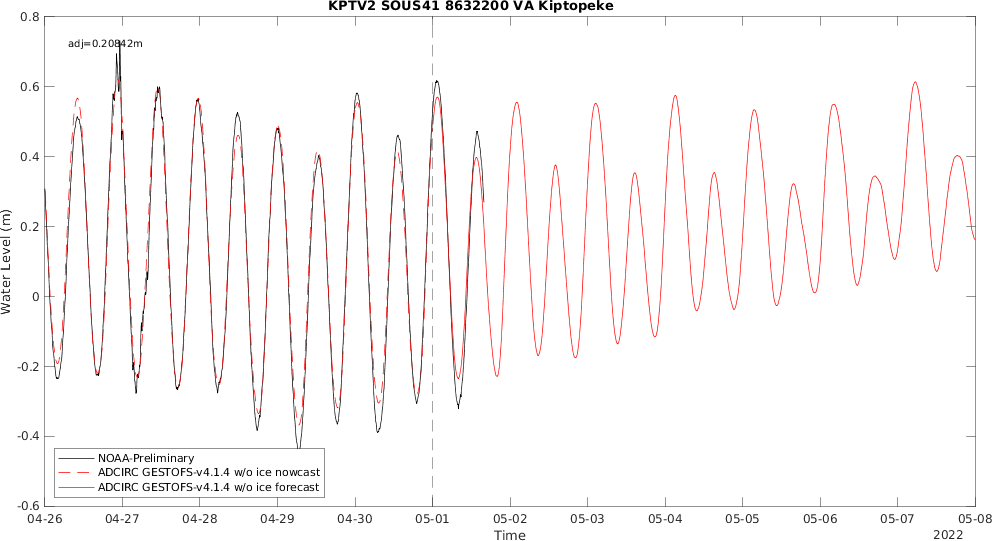 KPTV2 SOUS41 8632200 VA Kiptopeke
adj=0.20842m
Water Level (m)
0.8
0.6
0.4
0.2
0
-0.2
-0.4
-0.6
NOAA-Preliminary
ADCIRC GESTOFS-v4.1.4 w/o ice nowcast
ADCIRC GESTOFS-v4.1.4 w/o ice forecast
04-26 04-27 04-28 04-29 04-30 05-01 05-02 05-03 05-04 05-05 05-06 05-07 05-08
Time
2022